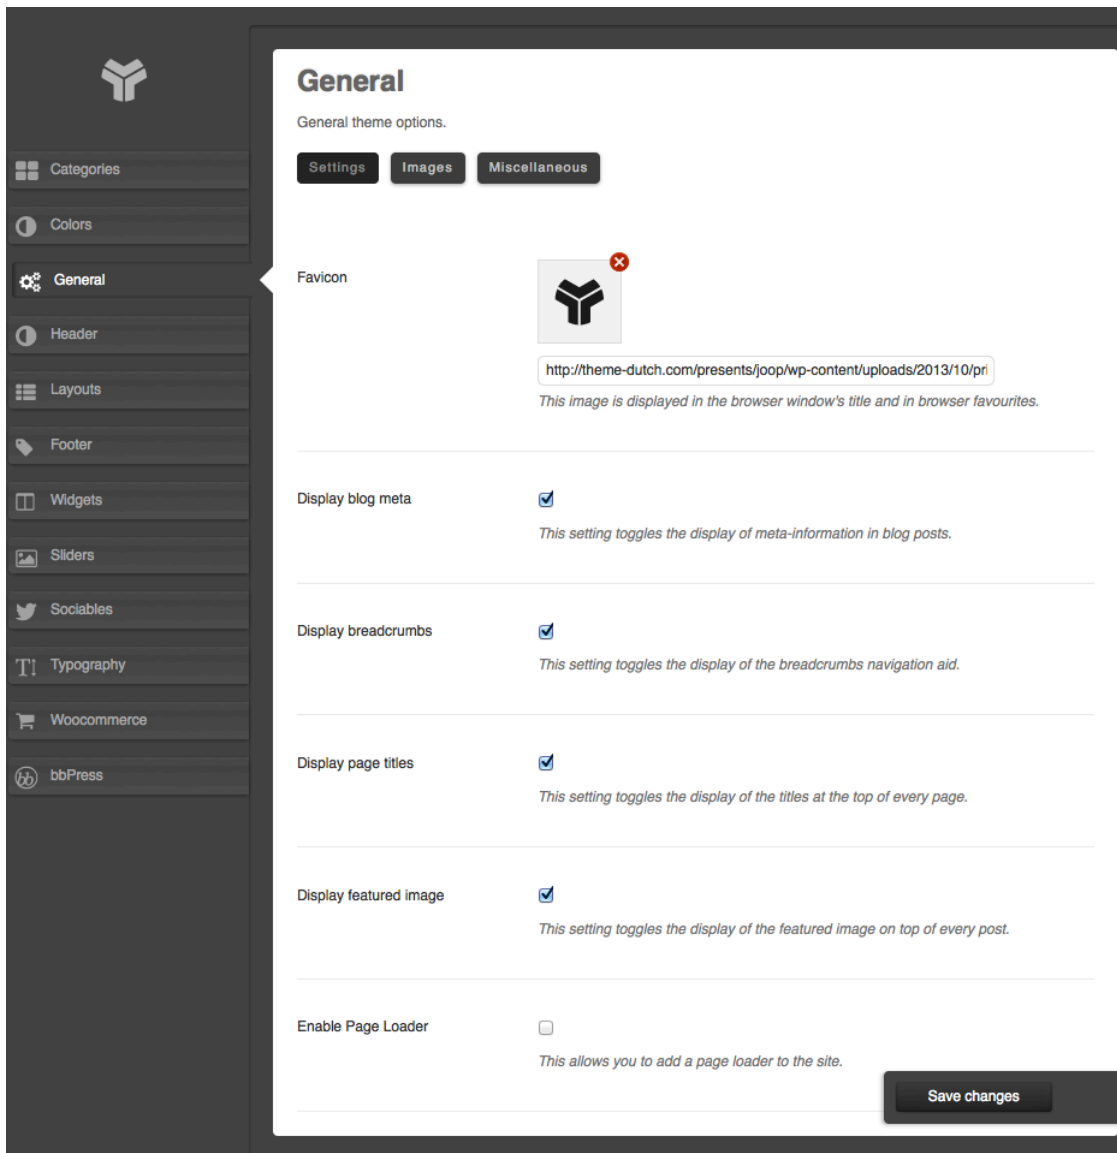 General
General theme options.
Settings Images Miscellaneous
Categories
Colors
General
Header
Layouts
Footer
Widgets
Sliders
Sociables
Typography
Woocommerce
bbPress
Favicon
http://theme-dutch.com/presents/joop/wp-content/uploads/2013/10/pri
This image is displayed in the browser window's title and in browser favourites.
Display blog meta
This setting toggles the display of meta-information in blog posts.
Display breadcrumbs
This setting toggles the display of the breadcrumbs navigation aid.
Display page titles
This setting toggles the display of the titles at the top of every page.
Display featured image
This setting toggles the display of the featured image on top of every post.
Enable Page Loader
This allows you to add a page loader to the site.
Save changes